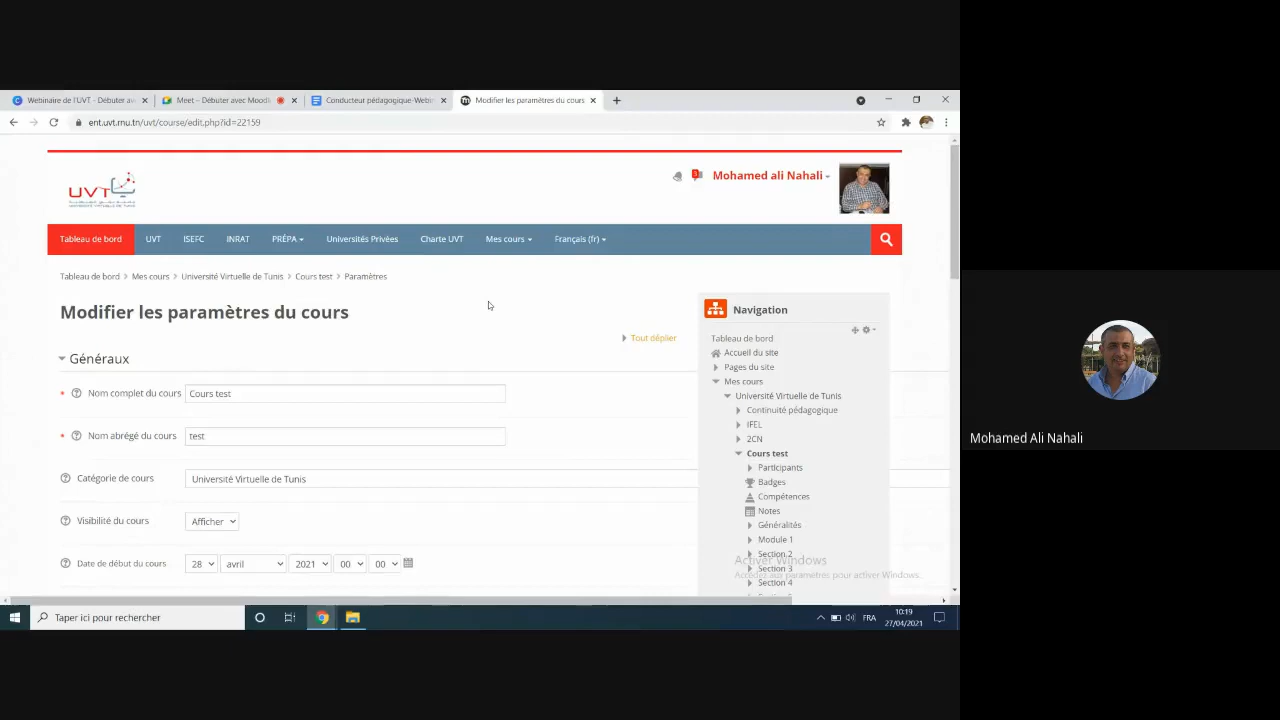 Webinaire de l'UVT - Débuter av
Meet – Débuter avec Moodl
Conducteur pédagogique-Webin
Modifier les paramètres du cours
ent.uvt.rnu.tn/uvt/course/edit.php?id=22159
UVT
3
Mohamed ali Nahali
Tableau de bord
UVT
ISEFC
INRAT
PRÉPA
Universités Privées
Charte UVT
Mes cours
Français (fr)
Tableau de bord
Mes cours
Université Virtuelle de Tunis
Cours test
Paramètres
Modifier les paramètres du cours
Tout déplier
Généraux
Nom complet du cours
Cours test
Nom abrégé du cours
test
Catégorie de cours
Université Virtuelle de Tunis
Visibilité du cours
Afficher
Date de début du cours
28
avril
2021
00
00
Navigation
Tableau de bord
Accueil du site
Pages du site
Mes cours
Université Virtuelle de Tunis
Continuité pédagogique
IFEL
2CN
Cours test
Participants
Badges
Compétences
Notes
Généralités
Module 1
Section 2
Section 3
Section 4
Activer Windows
Accédez aux paramètres pour activer Windows.
Taper ici pour rechercher
FRA
10:19
27/04/2021
Mohamed Ali Nahali